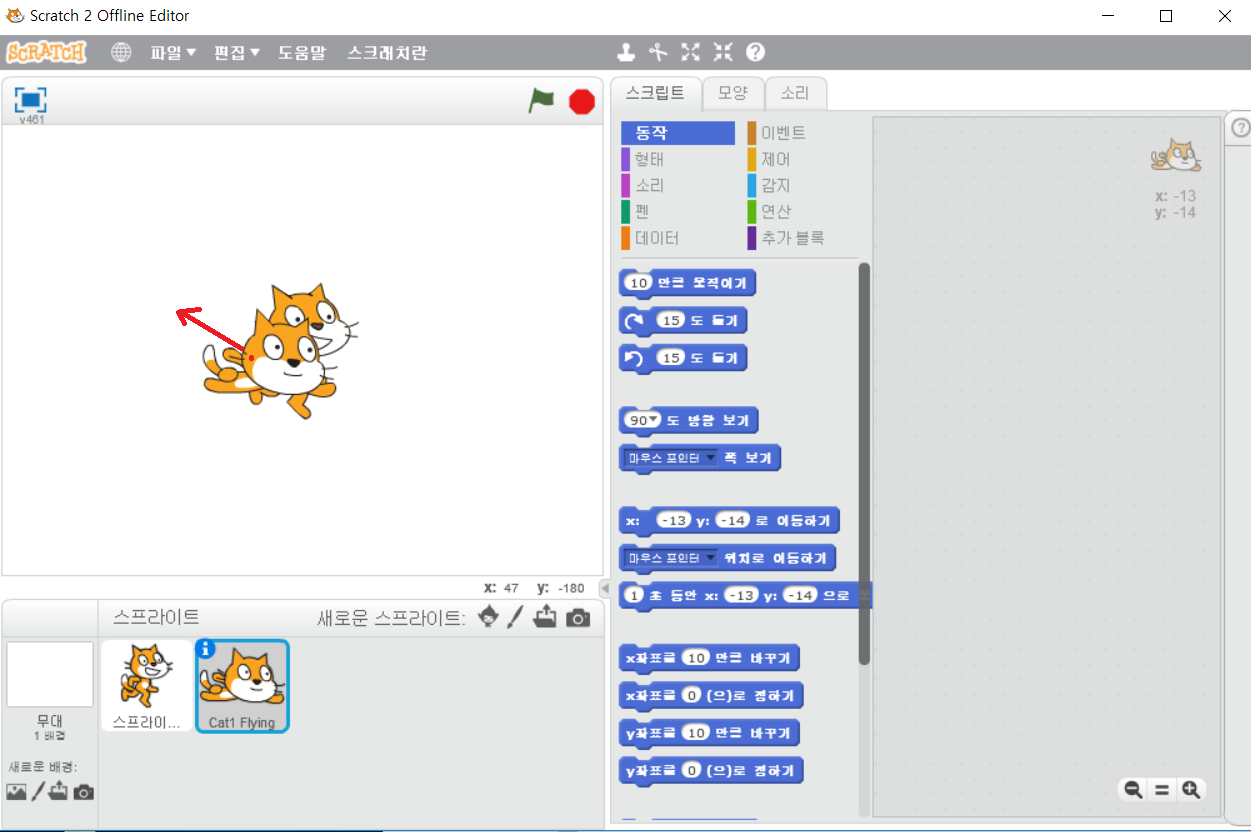 Scratch 2 Offline Editor
SCRATCH 파일▼ 편집▼ 도움말 스크래치란
v461
스크립트 모양 소리
동작 이벤트
형태 제어
소리 감지
펜 연산
데이터 추가 블록
x: -13
y: -14
10 만큼 움직이기
15 도 돌기
15 도 돌기
90▼ 도 방향 보기
마우스 포인터 ▼ 쪽 보기
x: -13 y: -14 로 이동하기
마우스 포인터 ▼ 위치로 이동하기
1 초 동안 x: -13 y: -14 으로
x좌표를 10 만큼 바꾸기
x좌표를 0 (으)로 정하기
y좌표를 10 만큼 바꾸기
y좌표를 0 (으)로 정하기
x: 47 y: -180
스프라이트 새로운 스프라이트:
스프라이... Cat1 Flying
무대
1 배경
새로운 배경: